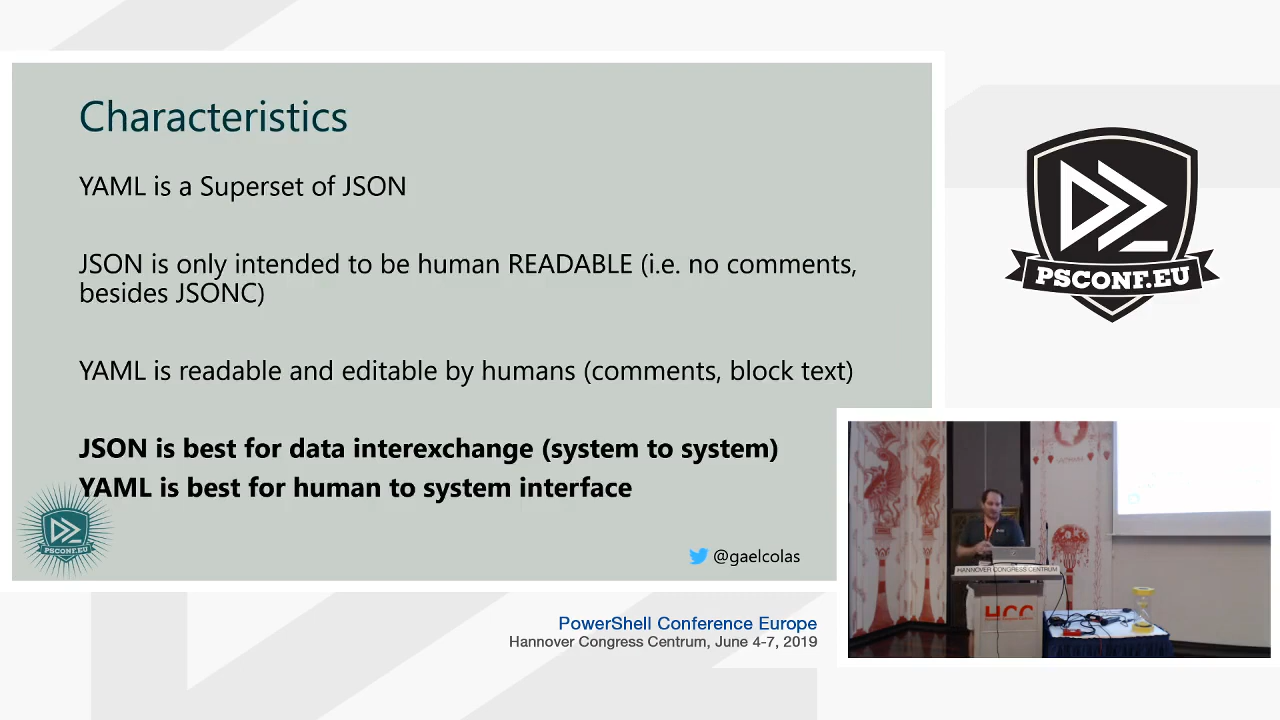 Characteristics
YAML is a Superset of JSON
JSON is only intended to be human READABLE (i.e. no comments,
besides JSONC)
YAML is readable and editable by humans (comments, block text)
JSON is best for data interexchange (system to system)
YAML is best for human to system interface
PSCONF.EU
@gaelcolas
PSCONF.EU
HANNOVER CONGRESS CENTRUM
HCC
PowerShell Conference Europe
Hannover Congress Centrum, June 4-7, 2019